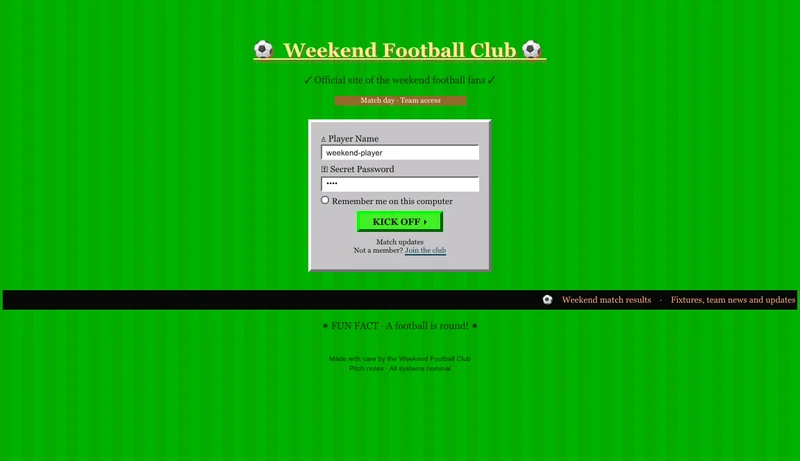 ⚽ Weekend Football Club ⚽
✓ Official site of the weekend football fans ✓
Match day · Team access
♙ Player Name
weekend-player
⚿ Secret Password
••••
Remember me on this computer
KICK OFF ▸
Match updates
Not a member? Join the club
⚽ Weekend match results · Fixtures, team news and updates
✶ FUN FACT · A football is round! ✶
Made with care by the Weekend Football Club
Pitch notes · All systems nominal